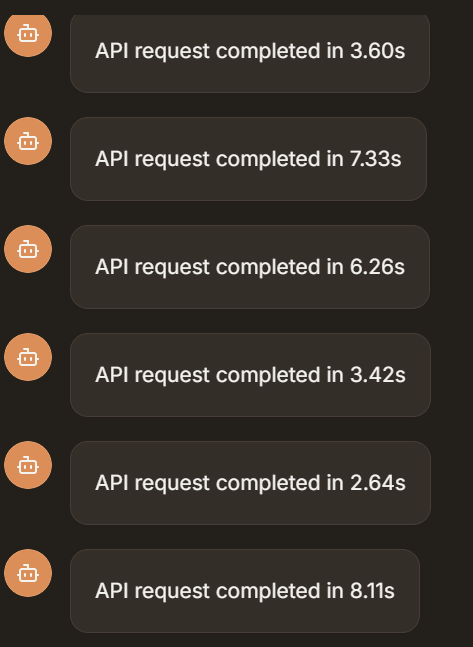 API request completed in 3.60s
API request completed in 7.33s
API request completed in 6.26s
API request completed in 3.42s
API request completed in 2.64s
API request completed in 8.11s